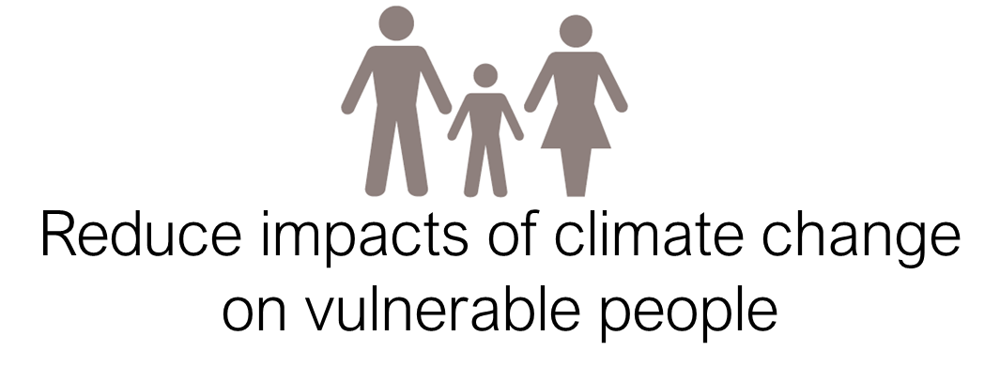 Reduce impacts of climate change
on vulnerable people